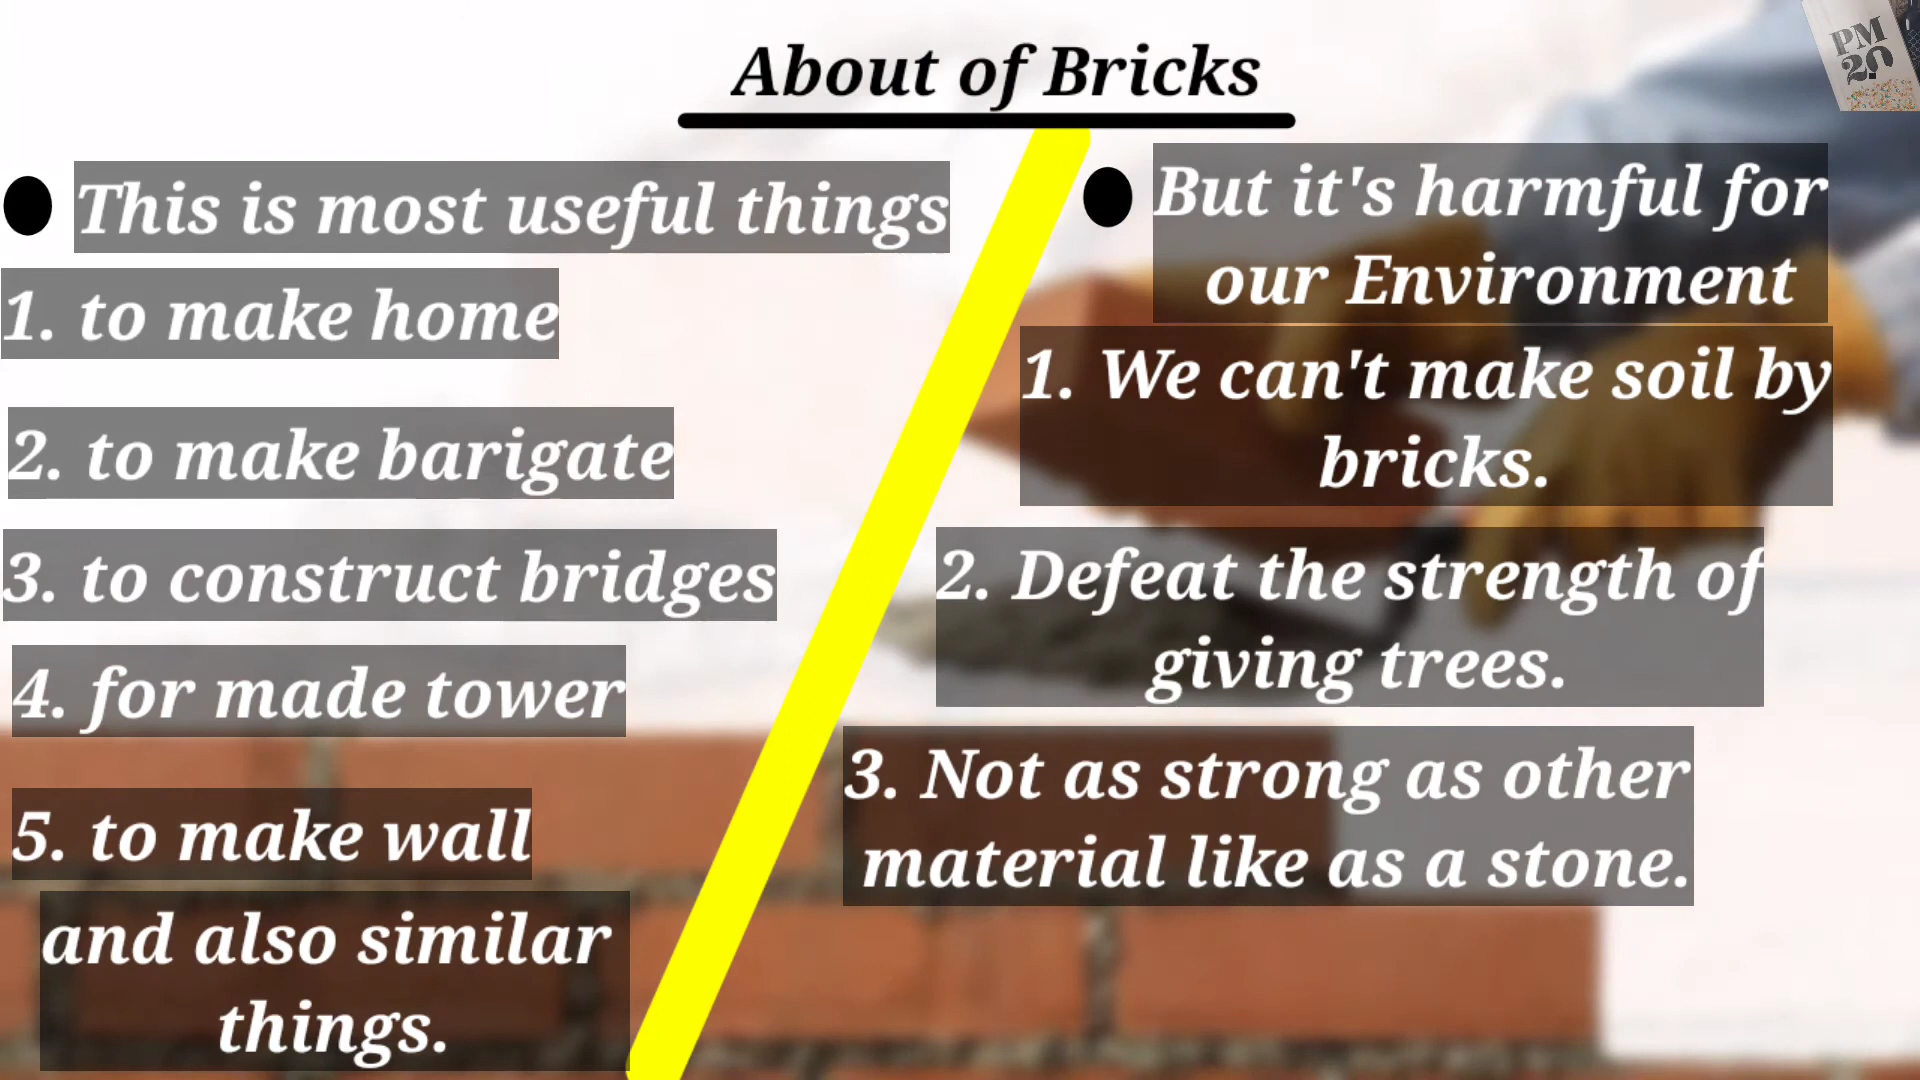 About of Bricks
PM
2.0
This is most useful things
1. to make home
2. to make barigate
3. to construct bridges
4. for made tower
5. to make wall
and also similar
things.
But it's harmful for
our Environment
1. We can't make soil by
bricks.
2. Defeat the strength of
giving trees.
3. Not as strong as other
material like as a stone.